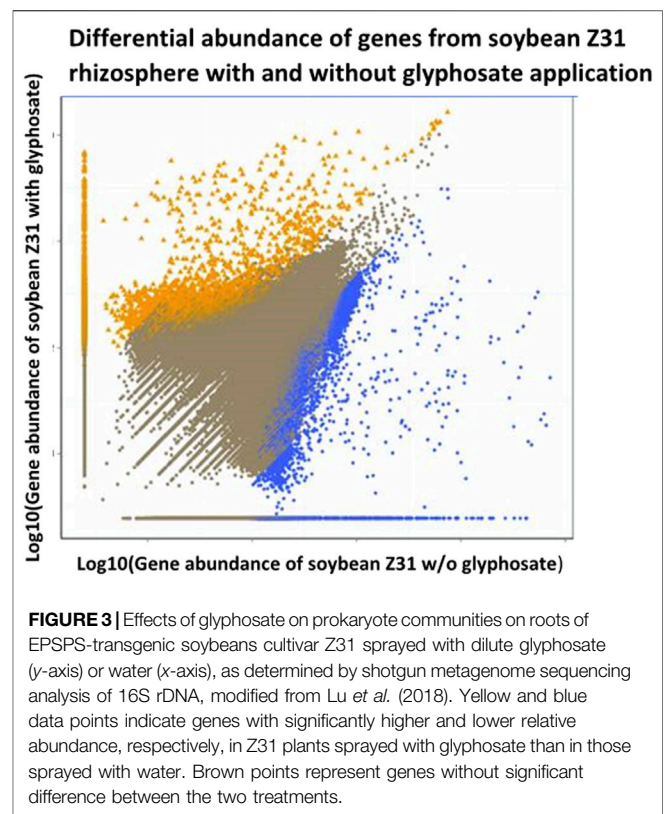 Differential abundance of genes from soybean Z31
rhizosphere with and without glyphosate application
Log10(Gene abundance of soybean Z31 with glyphosate)
Log10(Gene abundance of soybean Z31 w/o glyphosate)
FIGURE 3 | Effects of glyphosate on prokaryote communities on roots of
EPSPS-transgenic soybeans cultivar Z31 sprayed with dilute glyphosate
(y-axis) or water (x-axis), as determined by shotgun metagenome sequencing
analysis of 16S rDNA, modified from Lu et al. (2018). Yellow and blue
data points indicate genes with significantly higher and lower relative
abundance, respectively, in Z31 plants sprayed with glyphosate than in those
sprayed with water. Brown points represent genes without significant
difference between the two treatments.